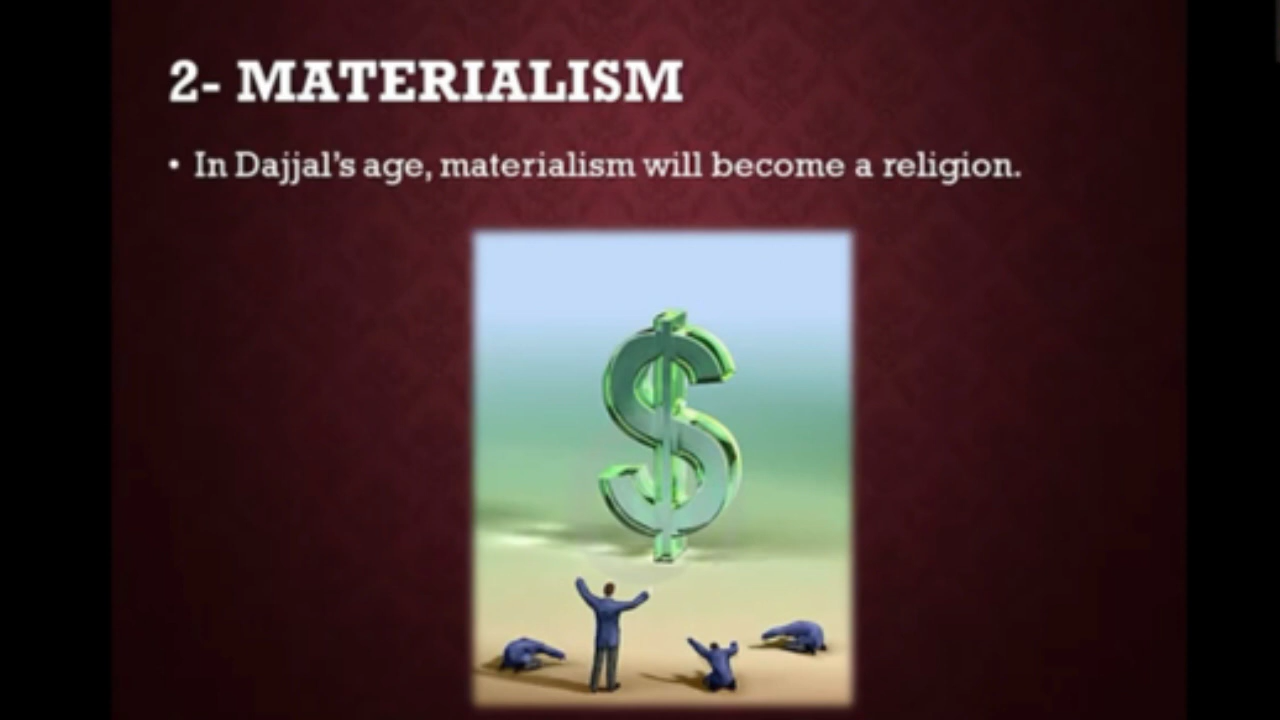 2- MATERIALISM
• In Dajjal's age, materialism will become a religion.
$